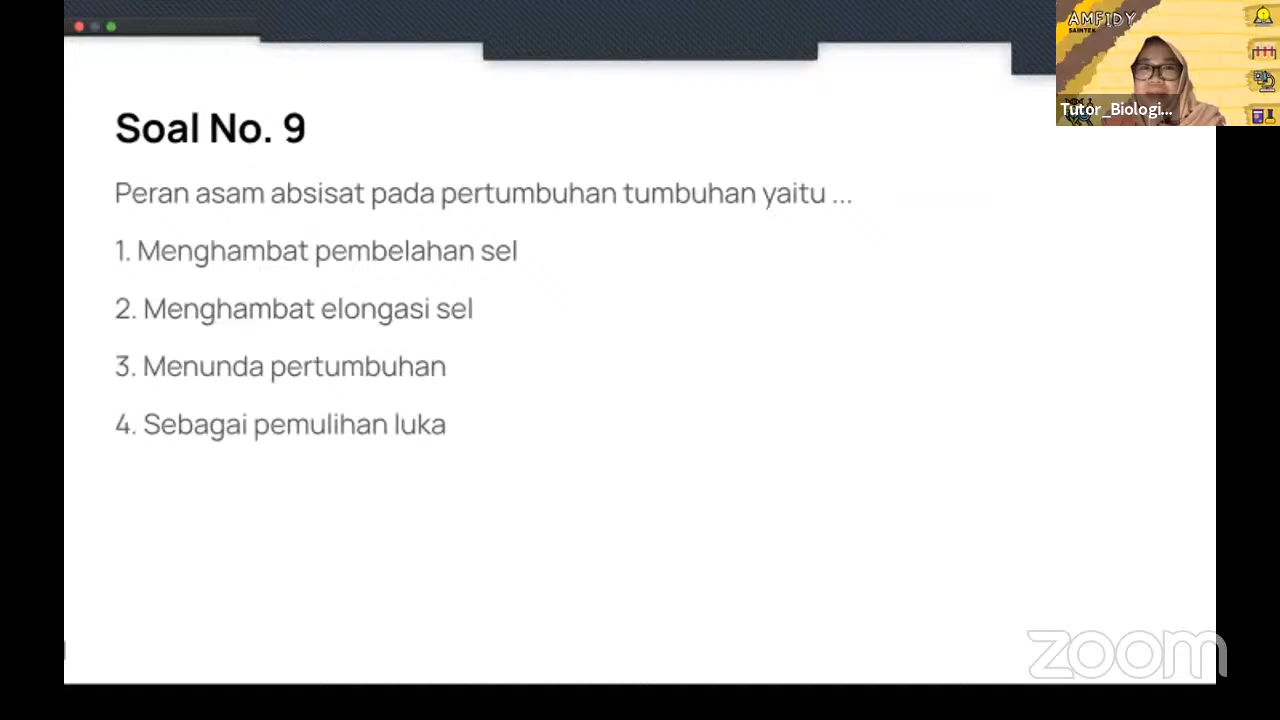 AMFIDY
SAINTEK
Tutor_Biologi...
Soal No. 9
Peran asam absisat pada pertumbuhan tumbuhan yaitu ...
1. Menghambat pembelahan sel
2. Menghambat elongasi sel
3. Menunda pertumbuhan
4. Sebagai pemulihan luka
zoom